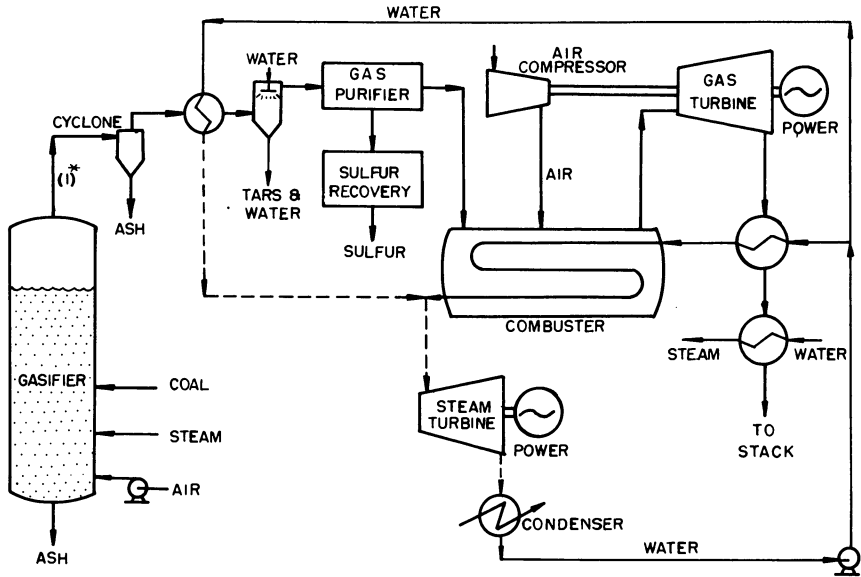 WATER
WATER
GAS
PURIFIER
AIR
COMPRESSOR
GAS
TURBINE
POWER
CYCLONE
(1)*
ASH
TARS &
WATER
SULFUR
RECOVERY
SULFUR
AIR
COMBUSTER
STEAM
WATER
TO
STACK
GASIFIER
COAL
STEAM
AIR
ASH
STEAM
TURBINE
POWER
CONDENSER
WATER